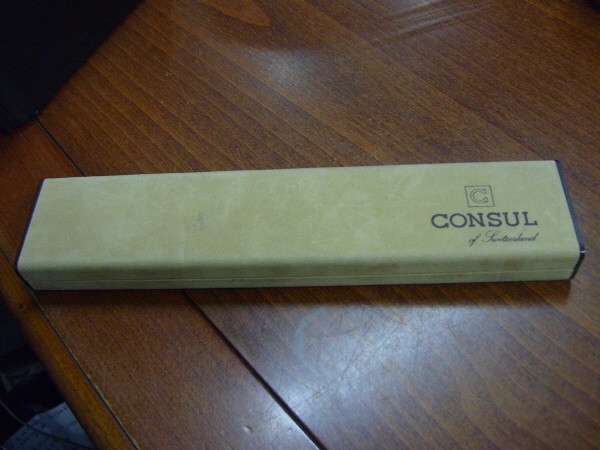 C
CONSUL
of Switzerland